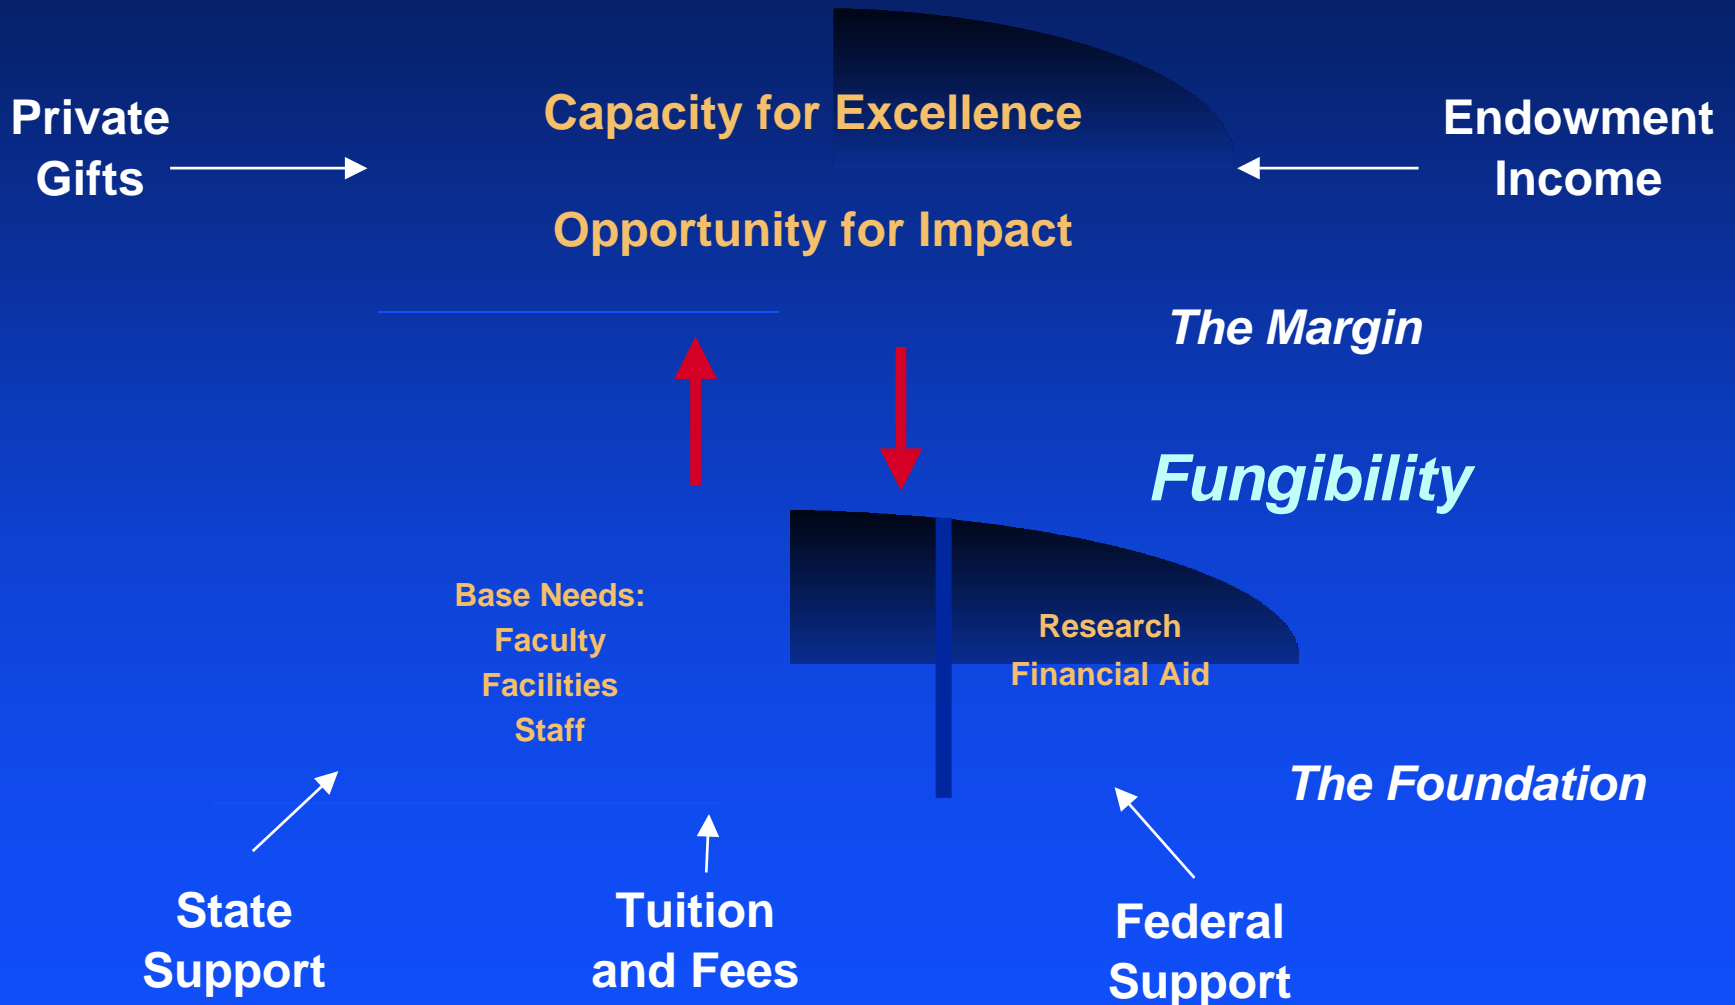 Private
Gifts
Capacity for Excellence
Opportunity for Impact
Endowment
Income
The Margin
Fungibility
Base Needs:
Faculty
Facilities
Staff
Research
Financial Aid
The Foundation
State
Support
Tuition
and Fees
Federal
Support